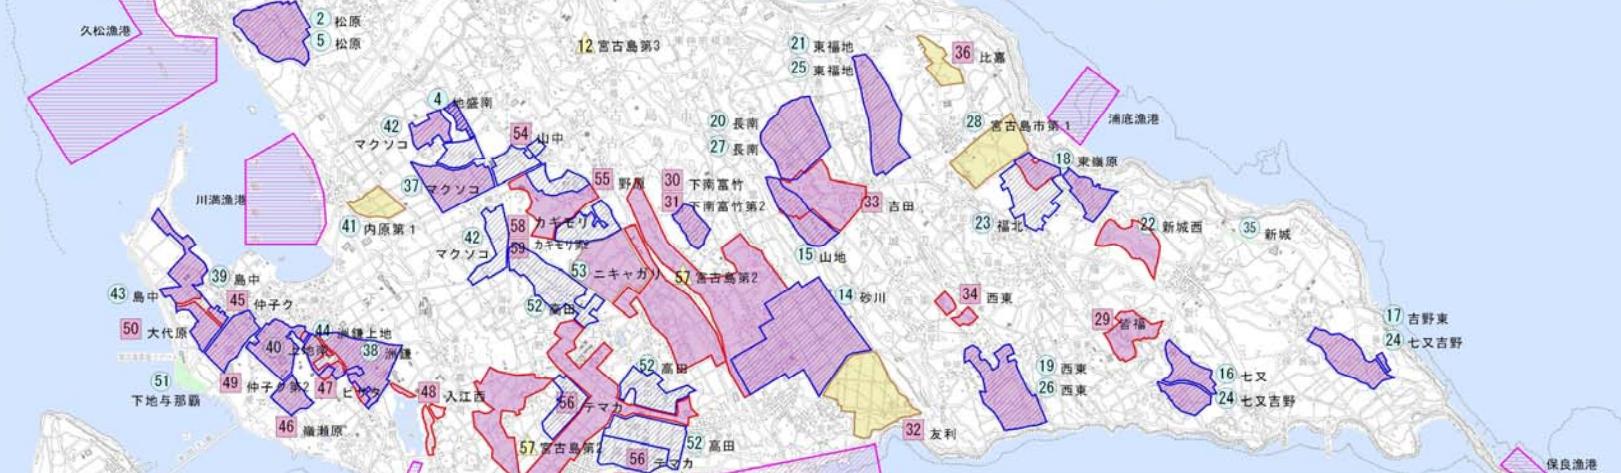 久松漁港
2 松原
5 松原
12 宮古島第3
21 東福地
25 東福地
36 比嘉
浦底漁港
4 地盛南
42
マクソコ
54 山中
20 長南
27 長南
28 宮古島市第1
18 東嶺原
37 マクソコ
川満漁港
41 内原第1
55 野原
30 下南富竹
31 下南富竹第2
33 吉田
23 福北
22 新城西
35 新城
58 カギモリ
59 カギモリ第2
42
マクソコ
15 山地
39 島中
43 島中
53 ニキャガリ
57 宮古島第2
52 高田
14 砂川
34 西東
45 仲子ク
50 大代原
44 洲鎌上地
40
38 洲鎌
29 皆福
17 吉野東
24 七又吉野
51
下地与那覇
49 仲子ク第2
47
48 入江西
52 高田
56 テマカ
19 西東
26 西東
16 七又
24 七又吉野
46 嶺瀬原
57 宮古島第2
52 高田
56 テマカ
32 友利
保良漁港